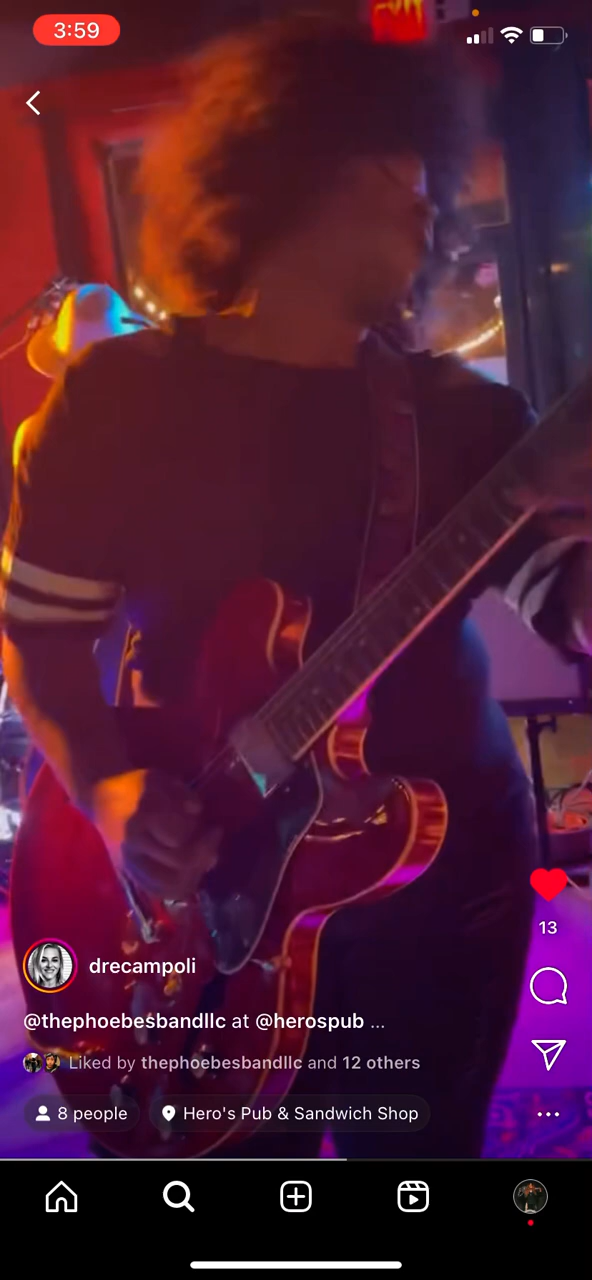 3:59
drecampoli
@thephoebesbandllc at @herospub ...
Liked by thephoebesbandllc and 12 others
8 people
Hero's Pub & Sandwich Shop
13